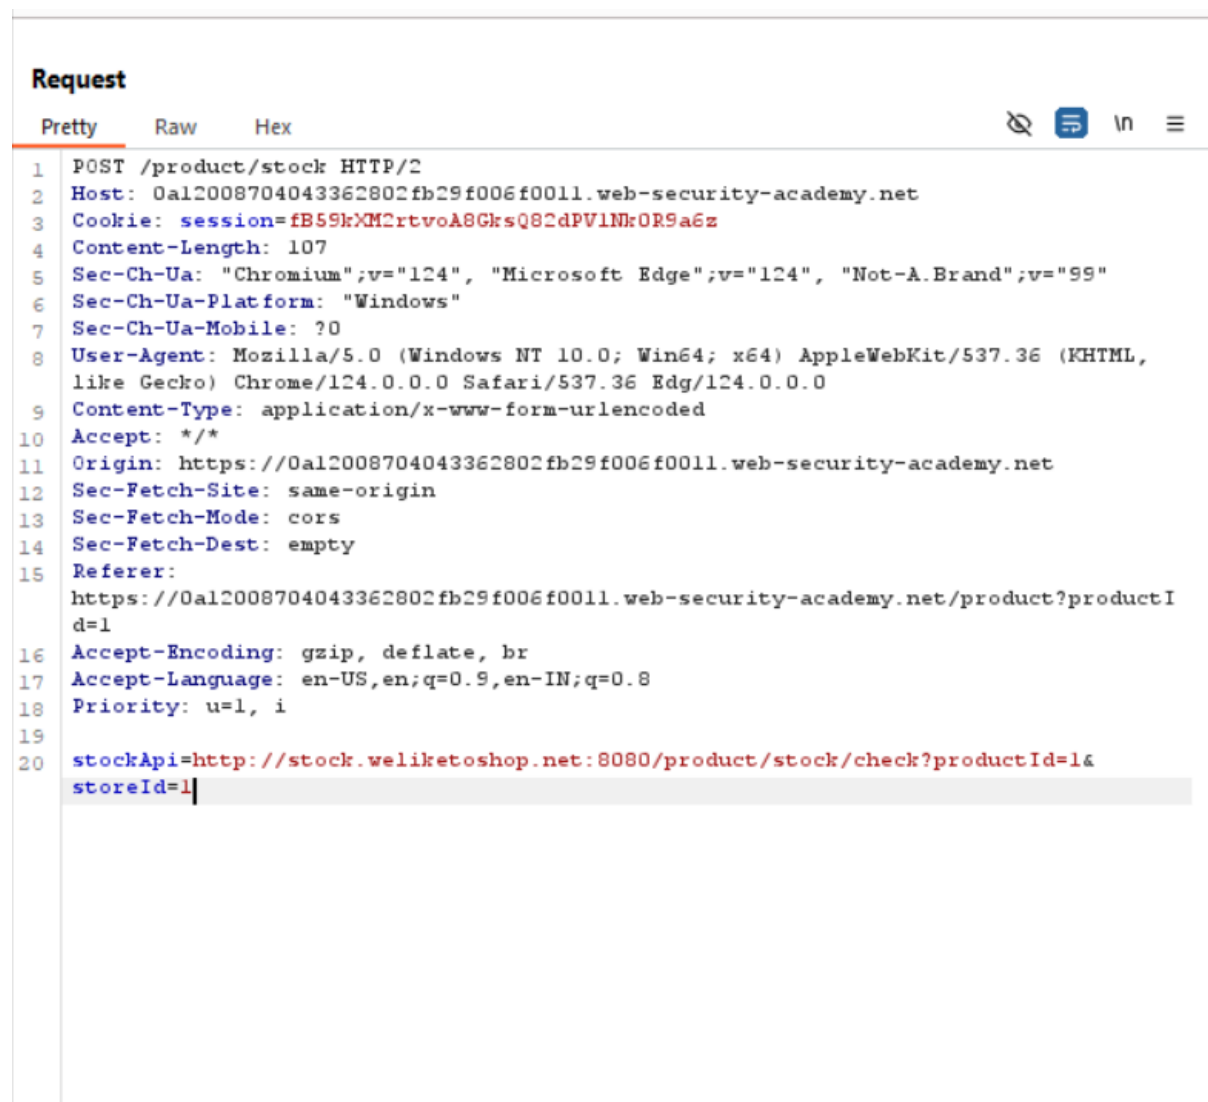 Request
Pretty Raw Hex \n
1 POST /product/stock HTTP/2
2 Host: 0a12008704043362802fb29f006f0011.web-security-academy.net
3 Cookie: session=fB59kXM2rtvoA8GksQ82dPV1Nk0R9a6z
4 Content-Length: 107
5 Sec-Ch-Ua: "Chromium";v="124", "Microsoft Edge";v="124", "Not-A.Brand";v="99"
6 Sec-Ch-Ua-Platform: "Windows"
7 Sec-Ch-Ua-Mobile: ?0
8 User-Agent: Mozilla/5.0 (Windows NT 10.0; Win64; x64) AppleWebKit/537.36 (KHTML,
like Gecko) Chrome/124.0.0.0 Safari/537.36 Edg/124.0.0.0
9 Content-Type: application/x-www-form-urlencoded
10 Accept: */*
11 Origin: https://0a12008704043362802fb29f006f0011.web-security-academy.net
12 Sec-Fetch-Site: same-origin
13 Sec-Fetch-Mode: cors
14 Sec-Fetch-Dest: empty
15 Referer:
https://0a12008704043362802fb29f006f0011.web-security-academy.net/product?productI
d=1
16 Accept-Encoding: gzip, deflate, br
17 Accept-Language: en-US,en;q=0.9,en-IN;q=0.8
18 Priority: u=1, i
19
20 stockApi=http://stock.weliketoshop.net:8080/product/stock/check?productId=1&
storeId=1